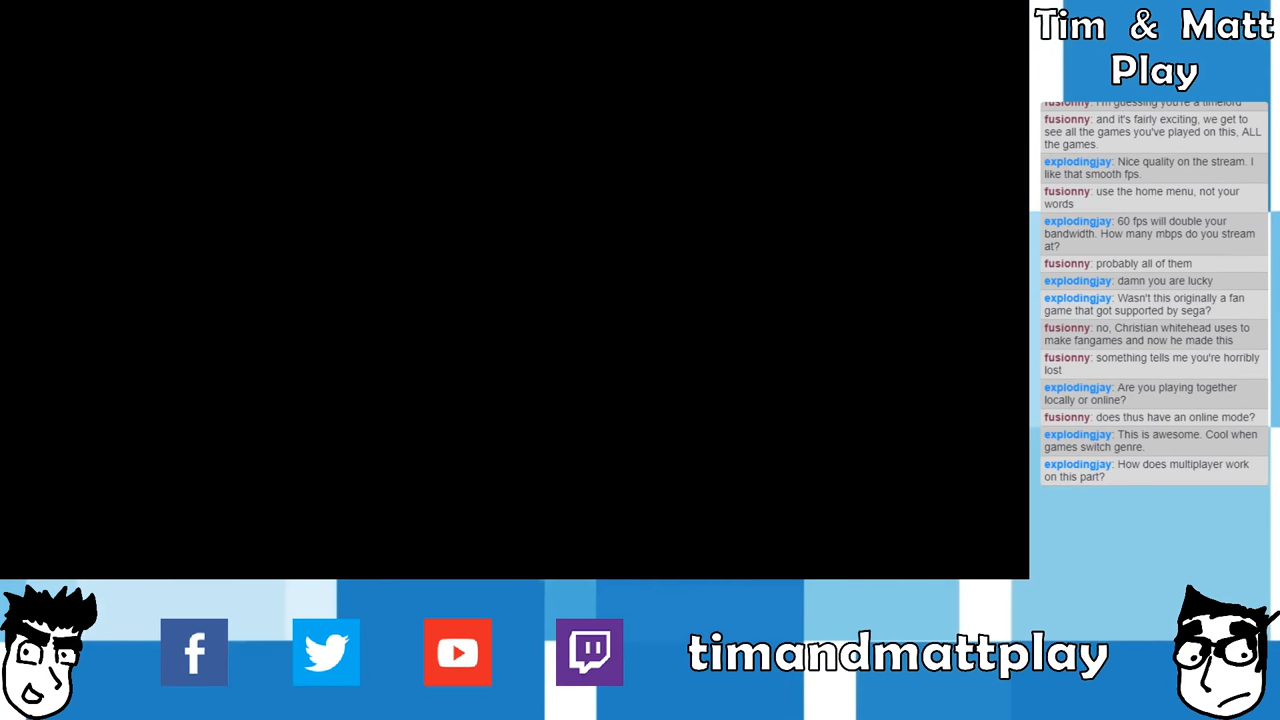 Tim & Matt
Play
fusionny: I'm guessing you're a timelord
fusionny: and it's fairly exciting, we get to
see all the games you've played on this, ALL
the games.
explodingjay: Nice quality on the stream. I
like that smooth fps.
fusionny: use the home menu, not your
words
explodingjay: 60 fps will double your
bandwidth. How many mbps do you stream
at?
fusionny: probably all of them
explodingjay: damn you are lucky
explodingjay: Wasn't this originally a fan
game that got supported by sega?
fusionny: no, Christian whitehead uses to
make fangames and now he made this
fusionny: something tells me you're horribly
lost
explodingjay: Are you playing together
locally or online?
fusionny: does thus have an online mode?
explodingjay: This is awesome. Cool when
games switch genre.
explodingjay: How does multiplayer work
on this part?
timandmattplay